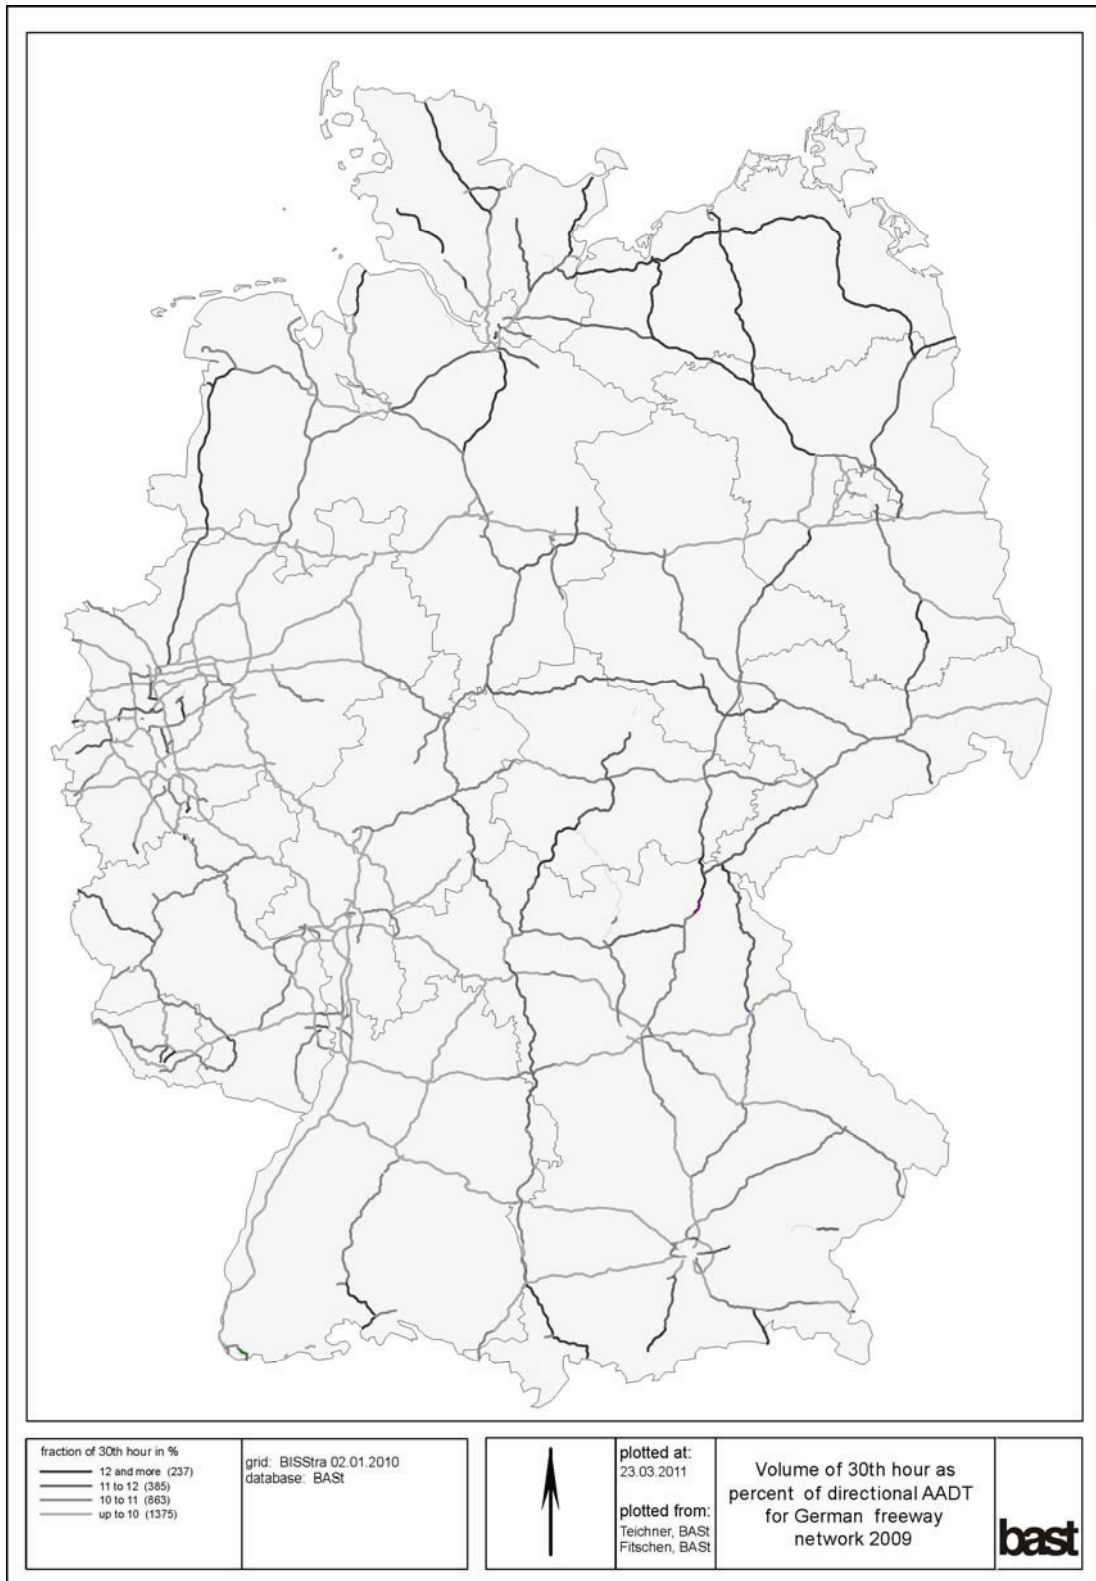 fraction of 30th hour in %
12 and more (237)
11 to 12 (385)
10 to 11 (863)
up to 10 (1375)
grid: BISStra 02.01.2010
database: BASt
plotted at:
23.03.2011
plotted from:
Teichner, BASt
Fitschen, BASt
Volume of 30th hour as
percent of directional AADT
for German freeway
network 2009
bast